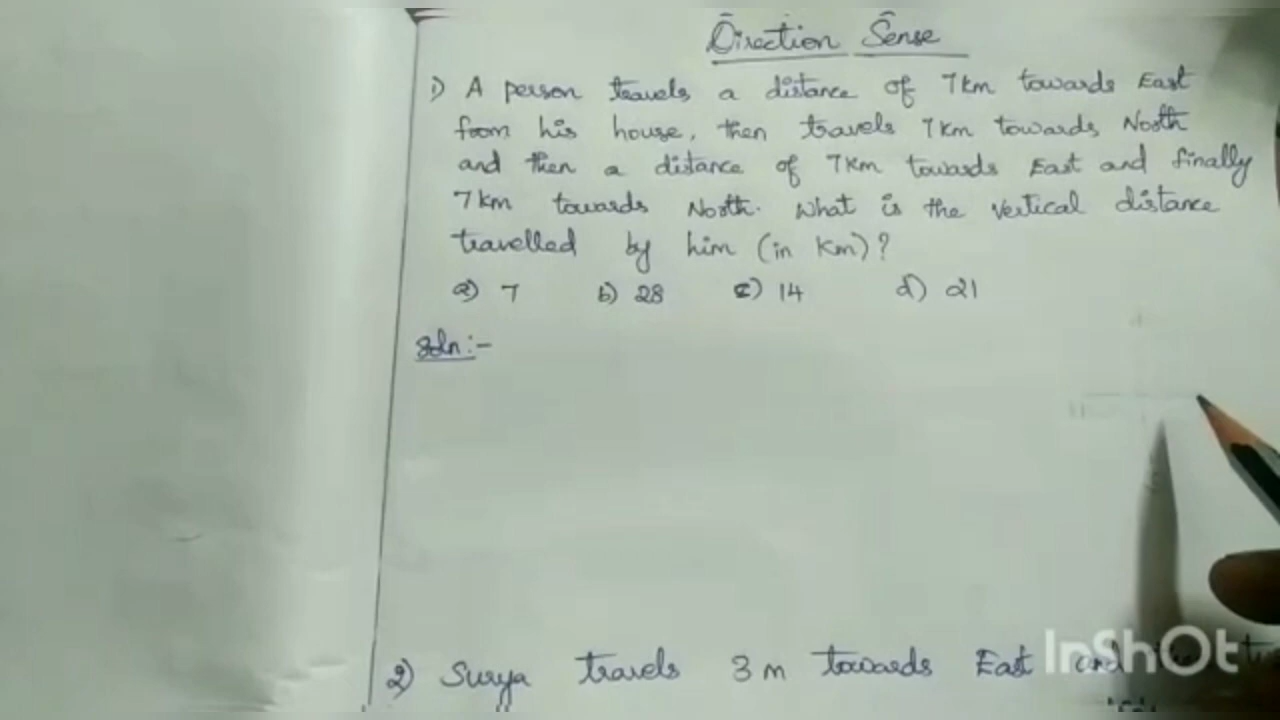 Direction Sense
1) A person travels a distance of 7km towards East
from his house, then travels 7km towards North
and then a distance of 7km towards East and finally
7km towards North. What is the vertical distance
travelled by him (in km)?
a) 7 b) 28 c) 14 d) 21
Soln:-
2) Surya travels 3m towards East and
InShOt